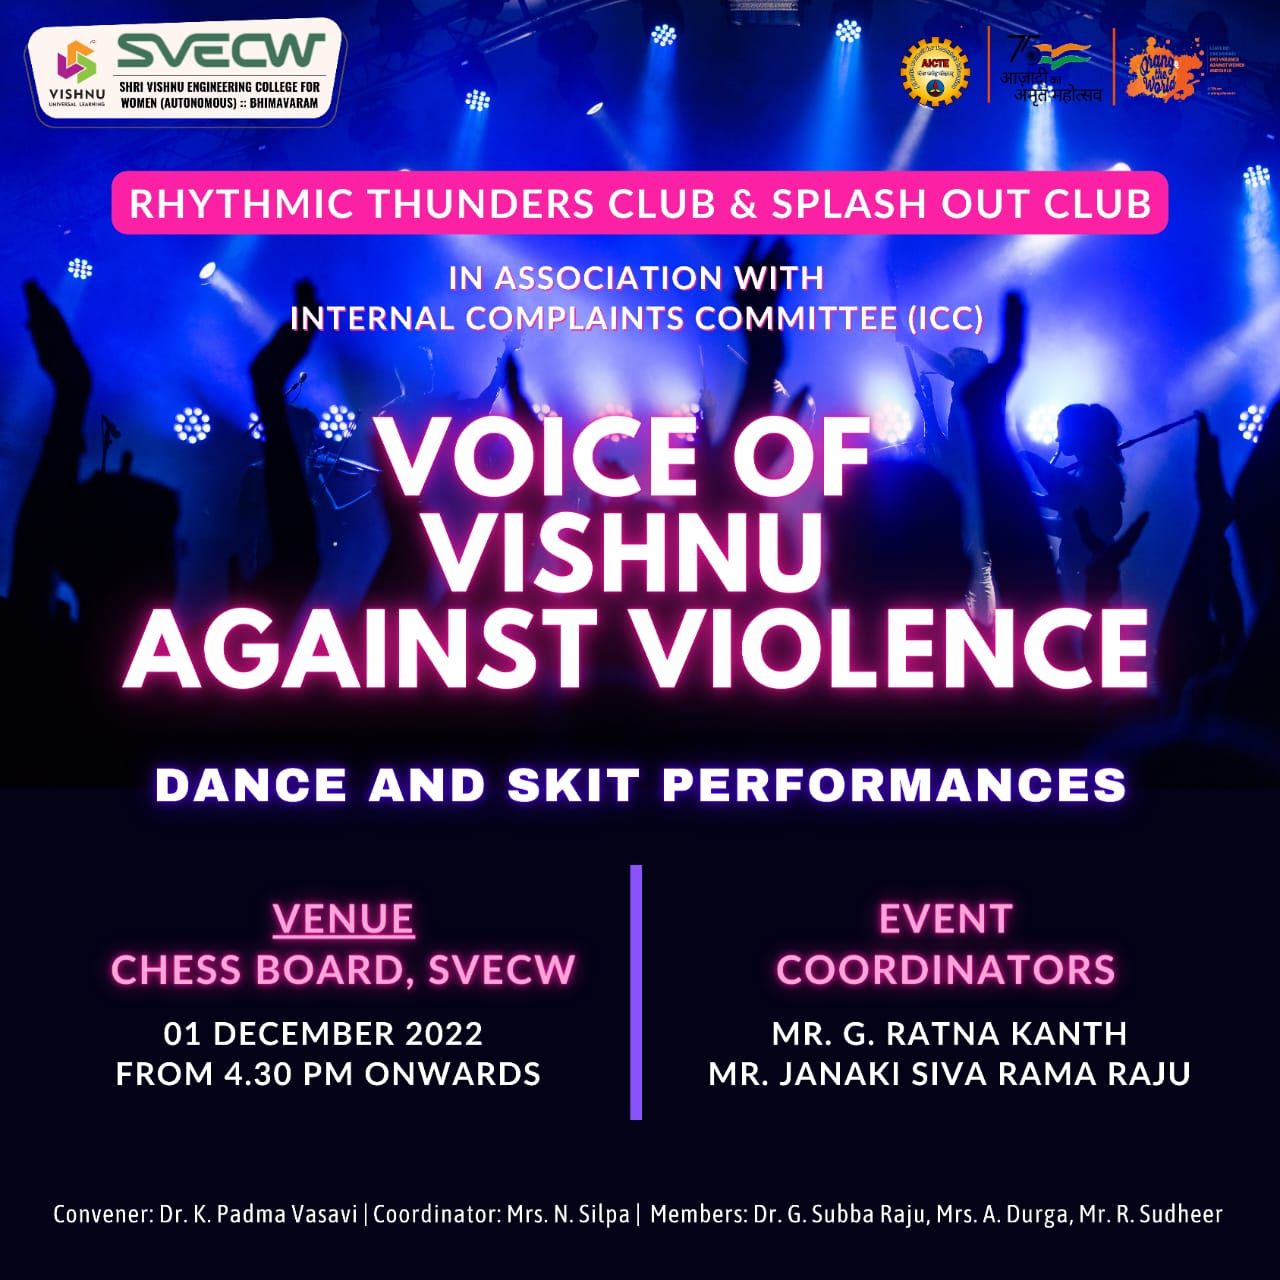 VISHNU
UNIVERSAL LEARNING
SVECW
SHRI VISHNU ENGINEERING COLLEGE FOR
WOMEN (AUTONOMOUS) :: BHIMAVARAM
AICTE
75
आज़ादी का
अमृत महोत्सव
Orange
the
World
RHYTHMIC THUNDERS CLUB & SPLASH OUT CLUB
IN ASSOCIATION WITH
INTERNAL COMPLAINTS COMMITTEE (ICC)
VOICE OF
VISHNU
AGAINST VIOLENCE
DANCE AND SKIT PERFORMANCES
VENUE
CHESS BOARD, SVECW
01 DECEMBER 2022
FROM 4.30 PM ONWARDS
EVENT
COORDINATORS
MR. G. RATNA KANTH
MR. JANAKI SIVA RAMA RAJU
Convener: Dr. K. Padma Vasavi | Coordinator: Mrs. N. Silpa | Members: Dr. G. Subba Raju, Mrs. A. Durga, Mr. R. Sudheer